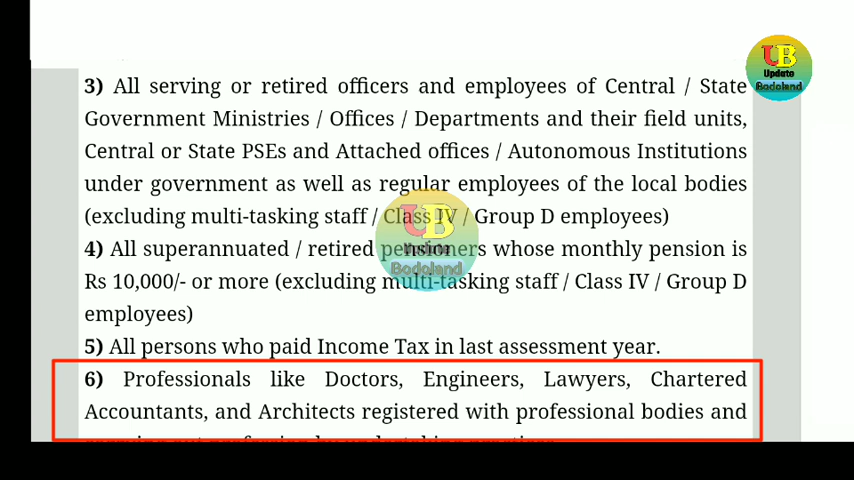 UB
Update
Bodoland
3) All serving or retired officers and employees of Central / State
Government Ministries / Offices / Departments and their field units,
Central or State PSEs and Attached offices / Autonomous Institutions
under government as well as regular employees of the local bodies
(excluding multi-tasking staff / Class IV / Group D employees)
4) All superannuated / retired pensioners whose monthly pension is
Rs 10,000/- or more (excluding multi-tasking staff / Class IV / Group D
employees)
UB
Update
Bodoland
5) All persons who paid Income Tax in last assessment year.
6) Professionals like Doctors, Engineers, Lawyers, Chartered
Accountants, and Architects registered with professional bodies and